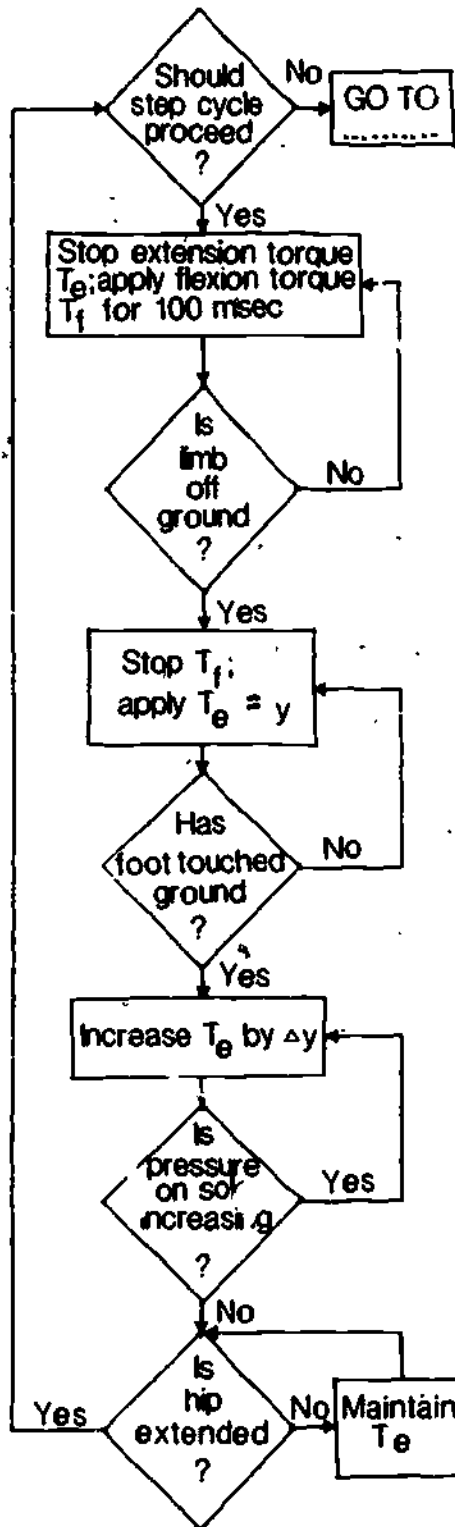 Should
step cycle
proceed
?
No
GO TO
..........
Yes
Stop extension torque
Te; apply flexion torque
Tf for 100 msec
Is
limb
off
ground
?
No
Yes
Stop Tf;
apply Te = y
Has
foot touched
ground
?
No
Yes
Increase Te by Δy
Is
pressure
on
increasing
?
Yes
No
Is
hip
extended
?
Yes
No
Maintain
Te